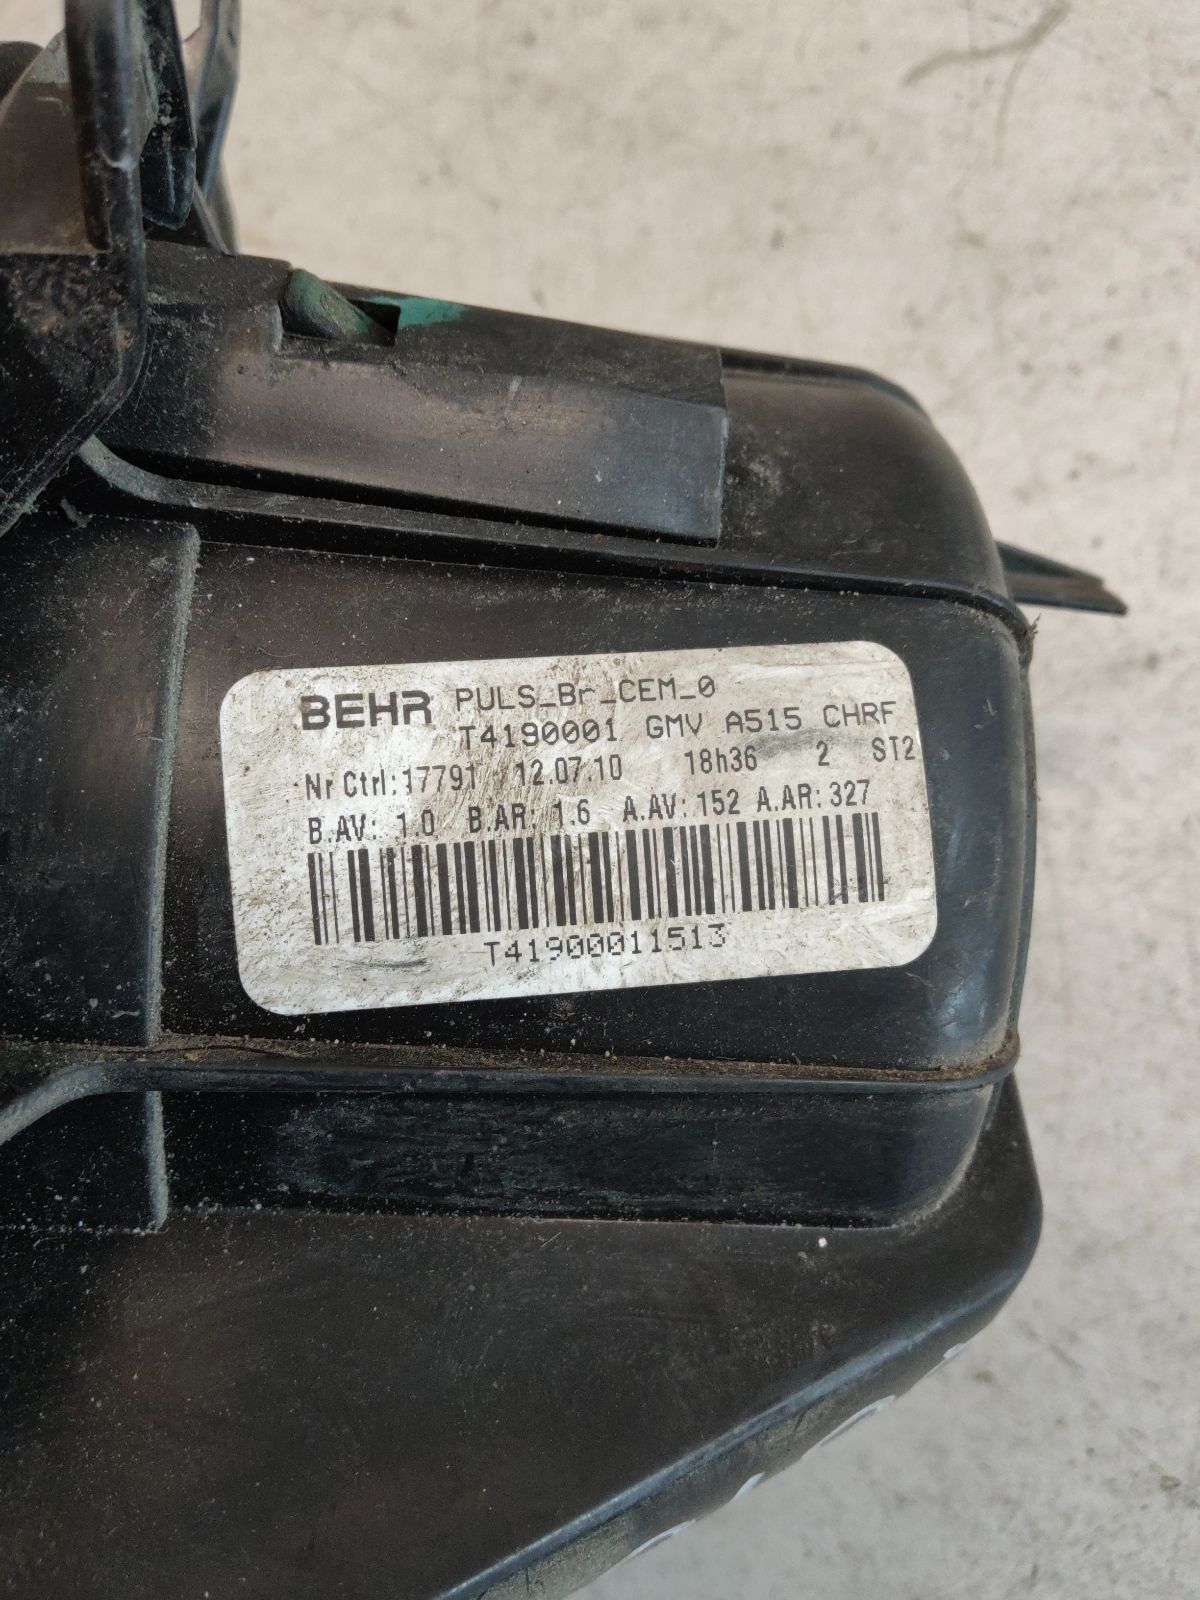 BEHR PULS_Br_CEM_0
T4190001 GMV A515 CHRF
Nr Ctrl:17791 12.07.10 18h36 2 ST2
B.AV: 1.0 B.AR: 1.6 A.AV:152 A.AR:327
T41900011513